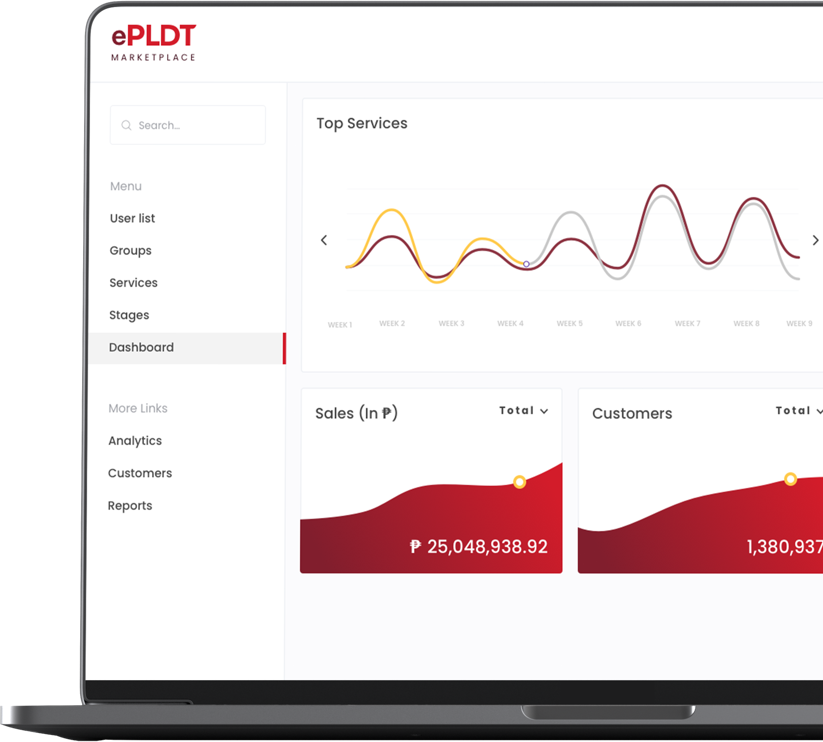 ePLDT
MARKETPLACE
Search...
Menu
User list
Groups
Services
Stages
Dashboard
More Links
Analytics
Customers
Reports
Top Services
WEEK 1 WEEK 2 WEEK 3 WEEK 4 WEEK 5 WEEK 6 WEEK 7 WEEK 8 WEEK 9
Sales (In ₱)
Total
₱ 25,048,938.92
Customers
Total
1,380,937